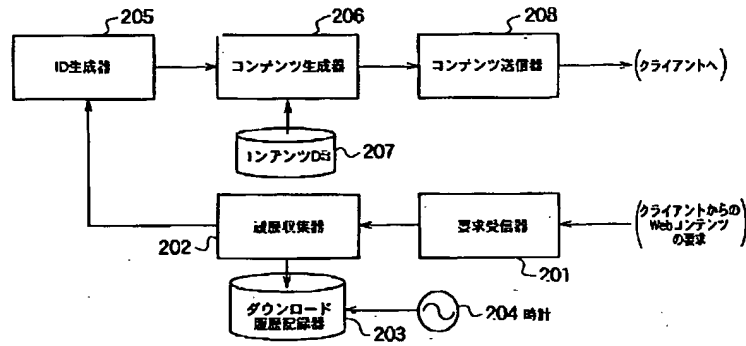 205
206
208
ID生成器
コンテンツ生成器
コンテンツ送信器
(クライアントへ)
コンテンツDB
207
履歴収集器
要求受信器
(クライアントからの
Webコンテンツ
の要求)
202
201
ダウンロード
履歴記録器
203
204 時計